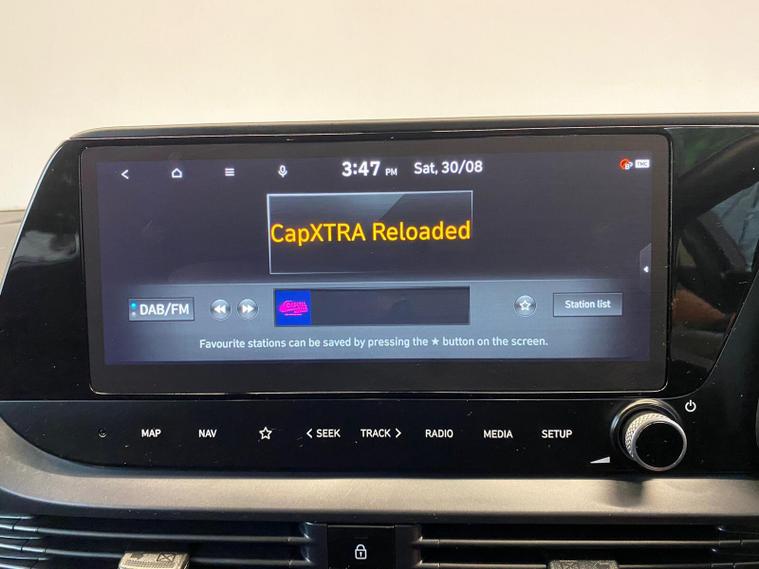 3:47 PM Sat, 30/08
TMC
CapXTRA Reloaded
DAB/FM
CAPITAL
Station list
Favourite stations can be saved by pressing the ★ button on the screen.
MAP NAV SEEK TRACK RADIO MEDIA SETUP